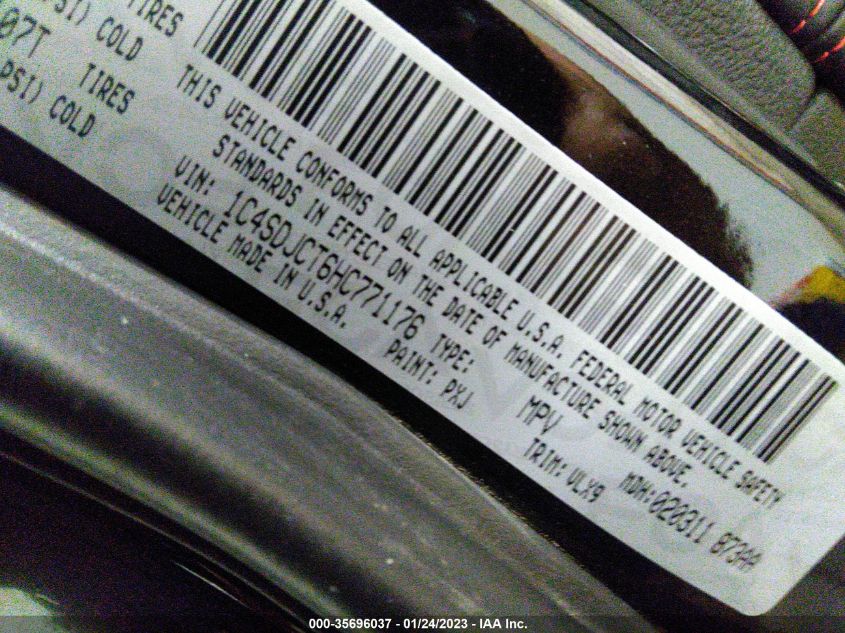 PSI) COLD TIRES
07T
PSI) COLD TIRES
THIS VEHICLE CONFORMS TO ALL APPLICABLE U.S.A. FEDERAL MOTOR VEHICLE SAFETY
STANDARDS IN EFFECT ON THE DATE OF MANUFACTURE SHOWN ABOVE.
VIN: 1C4SDJCT6HC771176 TYPE: MPV MDH:020311 873AA
VEHICLE MADE IN U.S.A. PAINT: PXJ TRIM: VLX9
000-35696037 - 01/24/2023 - IAA Inc.